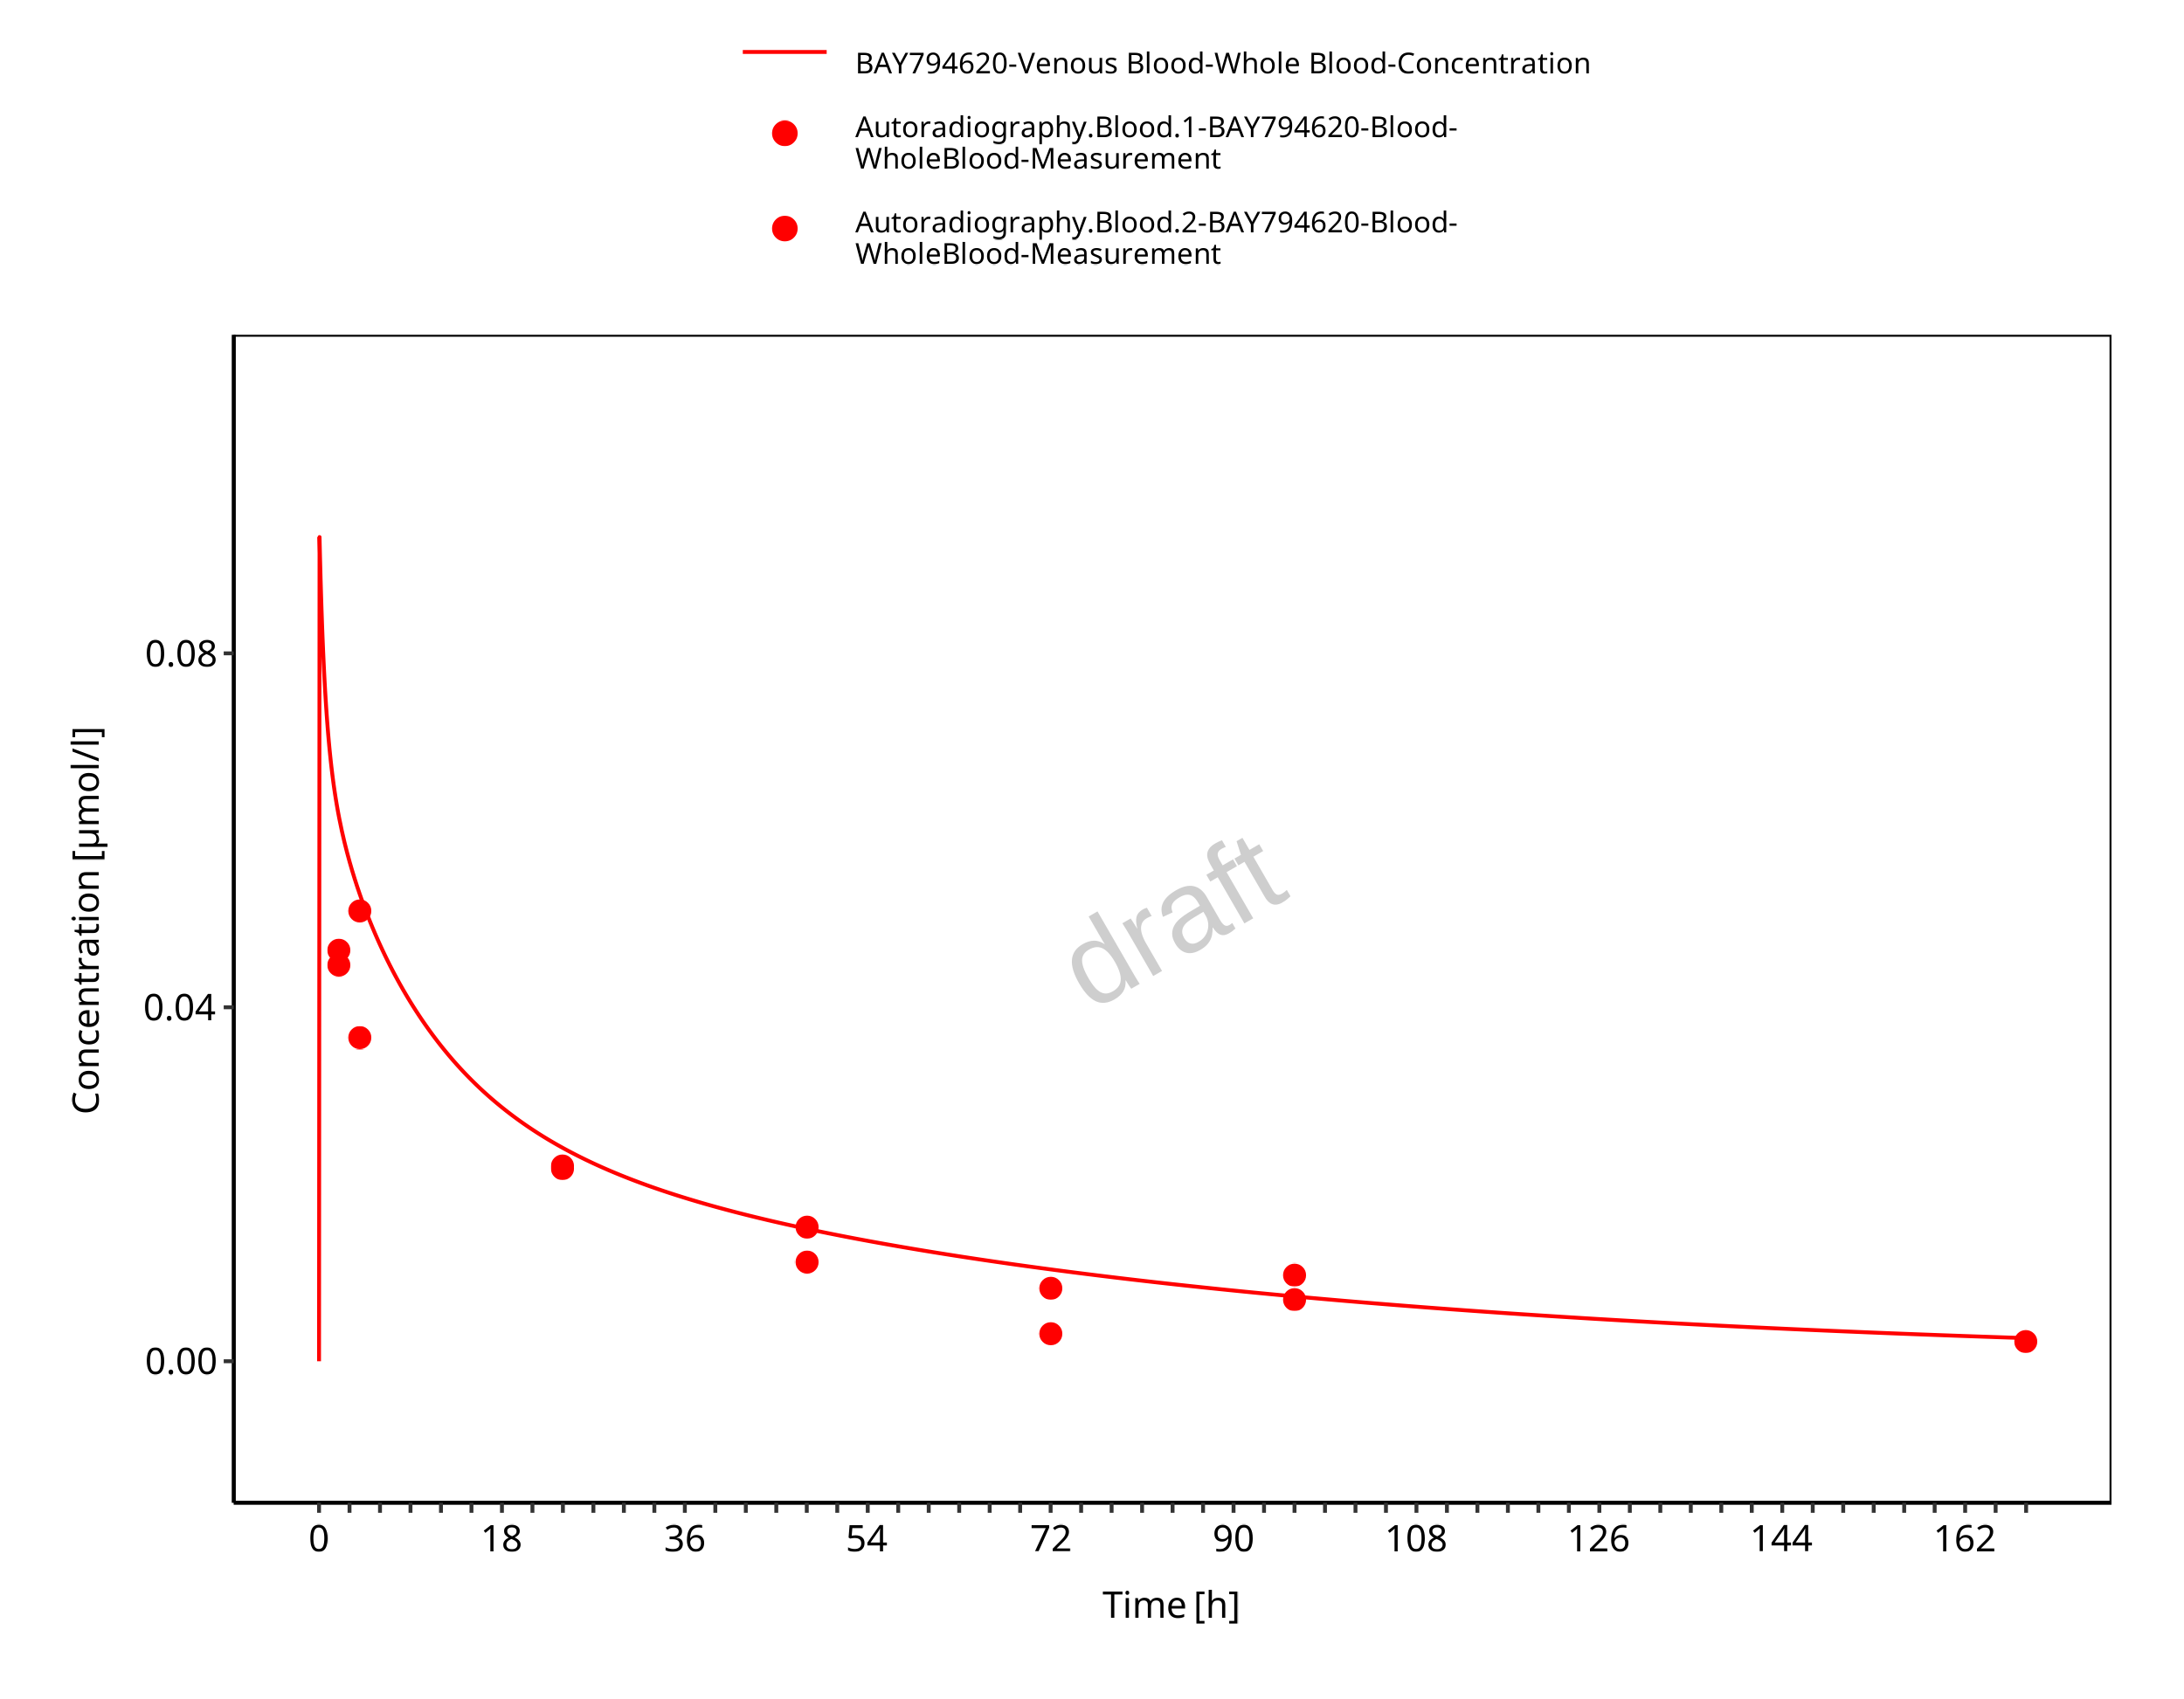 BAY794620-Venous Blood-Whole Blood-Concentration
Autoradiography.Blood.1-BAY794620-Blood-
WholeBlood-Measurement
Autoradiography.Blood.2-BAY794620-Blood-
WholeBlood-Measurement
0.08
0.04
0.00
Concentration [µmol/l]
draft
0 18 36 54 72 90 108 126 144 162
Time [h]